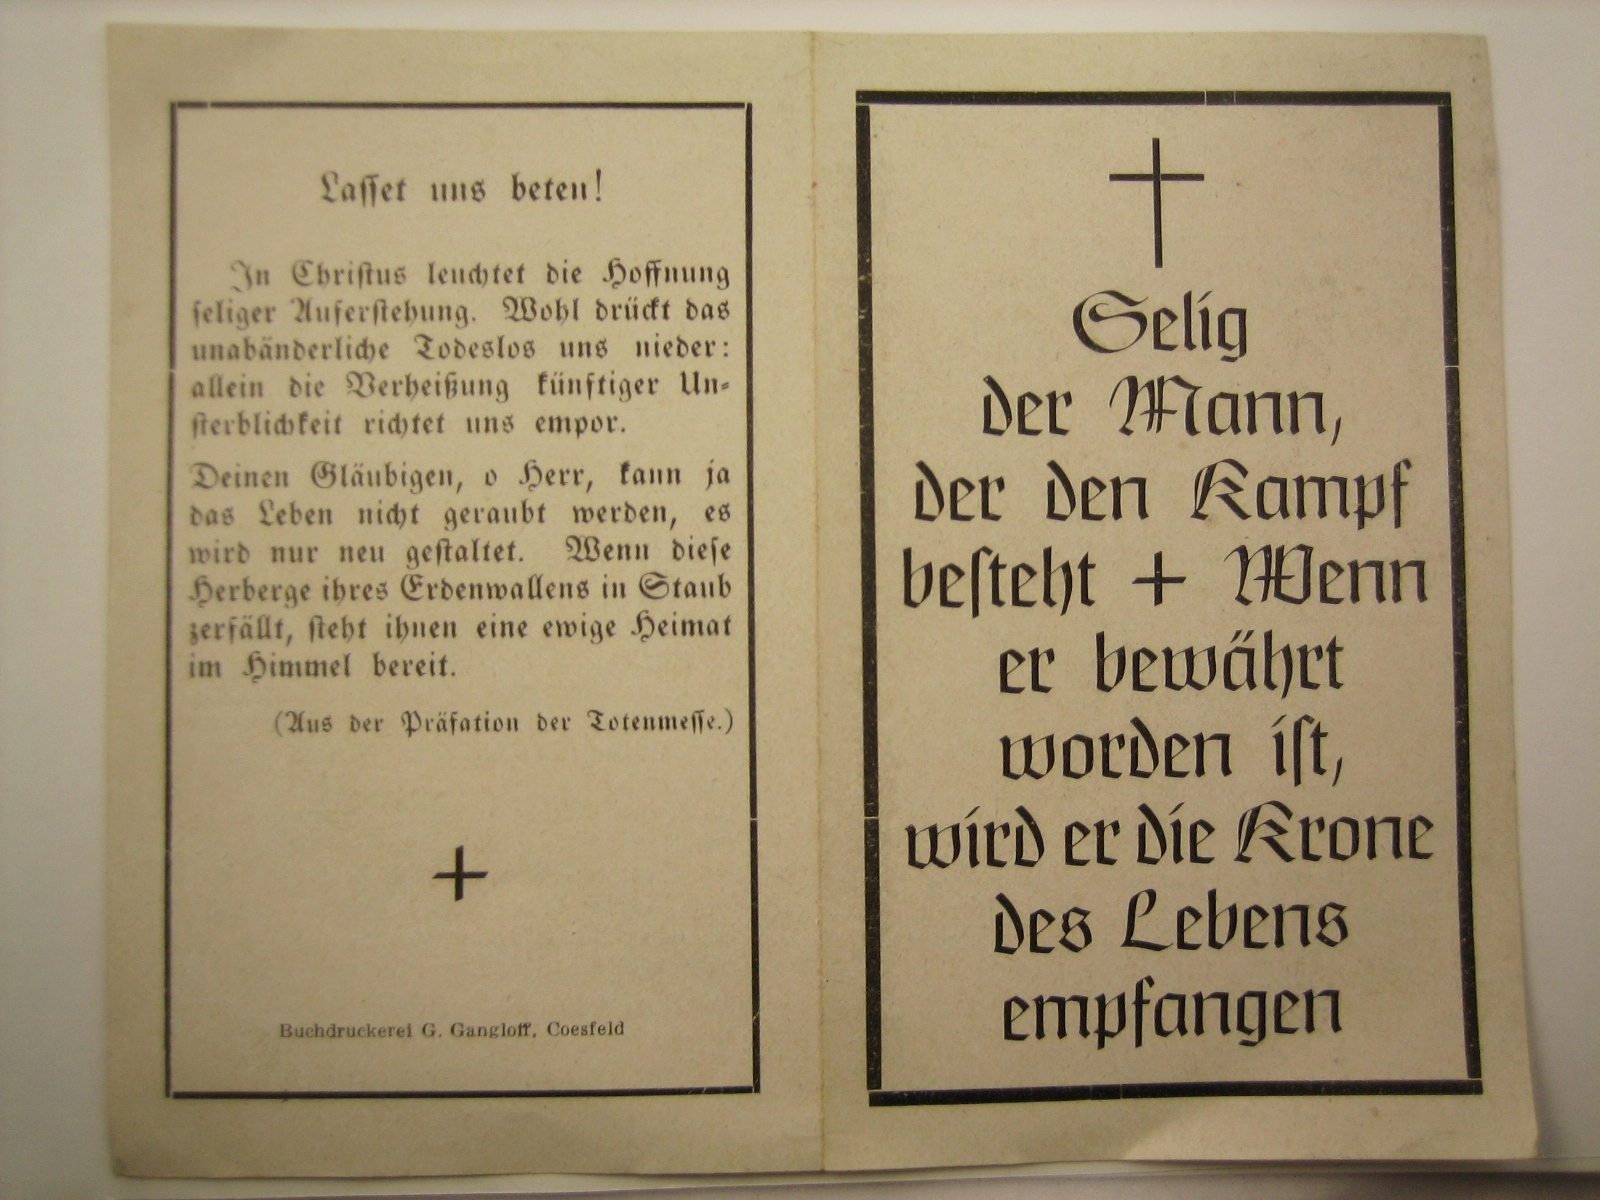 Lasset uns beten!
In Christus leuchtet die Hoffnung
seliger Auferstehung. Wohl drückt das
unabänderliche Todeslos uns nieder:
allein die Verheißung künftiger Un-
sterblichkeit richtet uns empor.
Deinen Gläubigen, o Herr, kann ja
das Leben nicht geraubt werden, es
wird nur neu gestaltet. Wenn diese
Herberge ihres Erdenwallens in Staub
zerfällt, steht ihnen eine ewige Heimat
im Himmel bereit.
(Aus der Präfation der Totenmesse.)
Buchdruckerei G. Gangloff, Coesfeld
Selig
der Mann,
der den Kampf
besteht + Wenn
er bewährt
worden ist,
wird er die Krone
des Lebens
empfangen